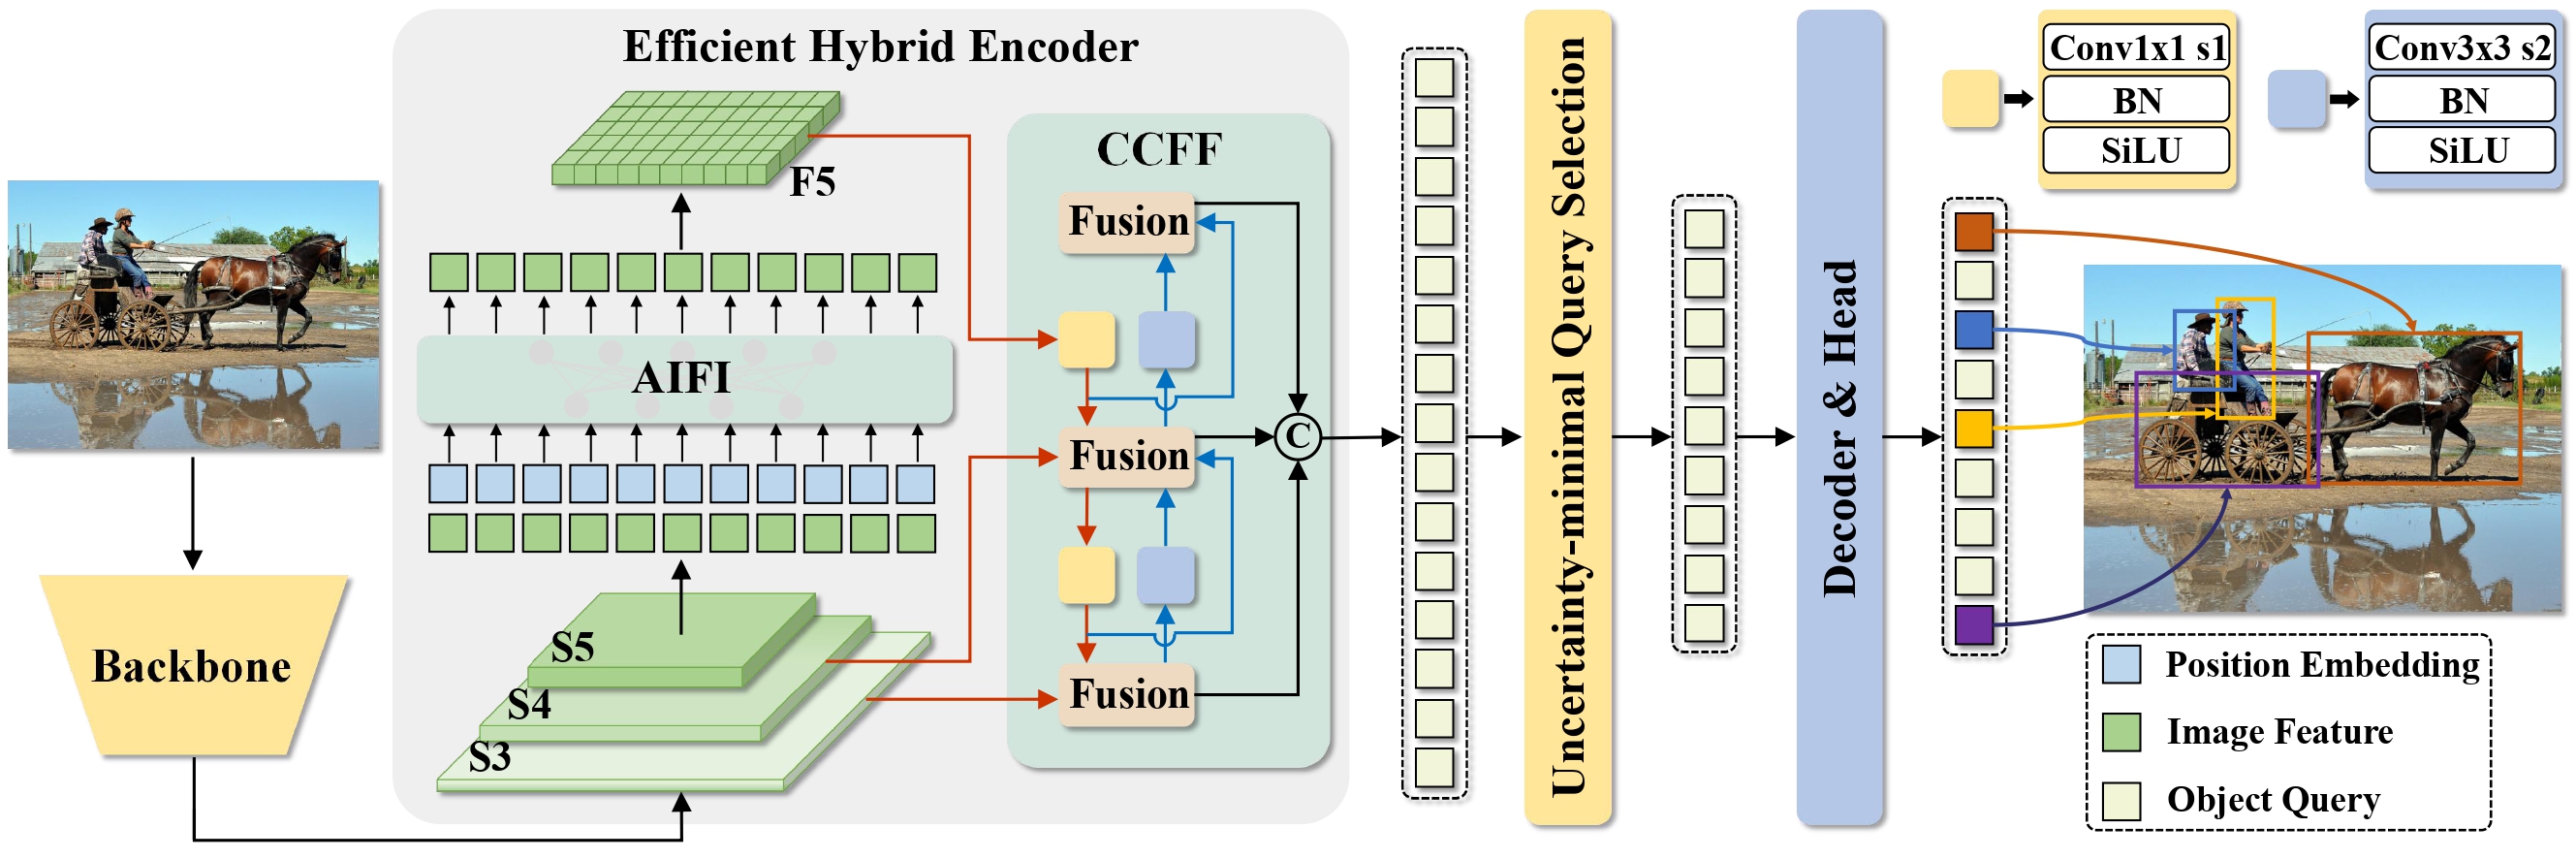 Efficient Hybrid Encoder
F5
AIFI
S5
S4
S3
Backbone
CCFF
Fusion
Fusion
Fusion
C
Uncertainty-minimal Query Selection
Decoder & Head
Conv1x1 s1
BN
SiLU
Conv3x3 s2
BN
SiLU
Position Embedding
Image Feature
Object Query